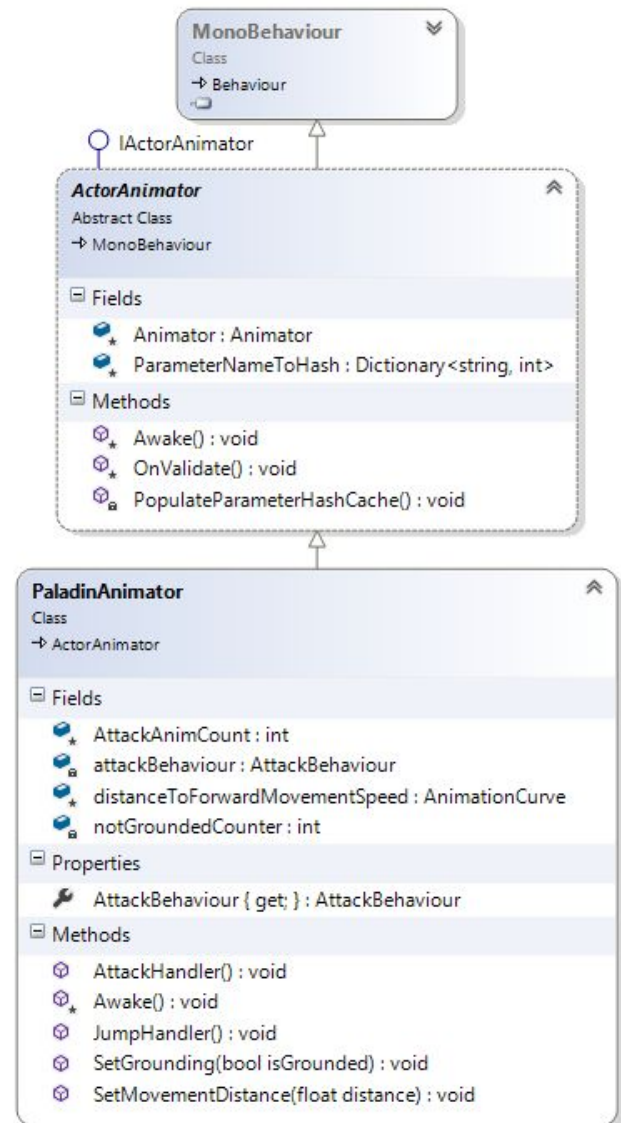 MonoBehaviour
Class
Behaviour
IActorAnimator
ActorAnimator
Abstract Class
MonoBehaviour
Fields
Animator : Animator
ParameterNameToHash : Dictionary<string, int>
Methods
Awake() : void
OnValidate() : void
PopulateParameterHashCache() : void
PaladinAnimator
Class
ActorAnimator
Fields
AttackAnimCount : int
attackBehaviour : AttackBehaviour
distanceToForwardMovementSpeed : AnimationCurve
notGroundedCounter : int
Properties
AttackBehaviour { get; } : AttackBehaviour
Methods
AttackHandler() : void
Awake() : void
JumpHandler() : void
SetGrounding(bool isGrounded) : void
SetMovementDistance(float distance) : void